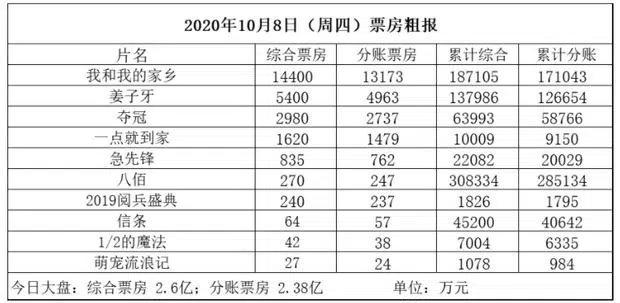 2020年10月8日（周四）票房粗报
片名 综合票房 分账票房 累计综合 累计分账
我和我的家乡 14400 13173 187105 171043
姜子牙 5400 4963 137986 126654
夺冠 2980 2737 63993 58766
一点就到家 1620 1479 10009 9150
急先锋 835 762 22082 20029
八佰 270 247 308334 285134
2019阅兵盛典 240 237 1826 1795
信条 64 57 45200 40642
1/2的魔法 42 38 7004 6335
萌宠流浪记 27 24 1078 984
今日大盘：综合票房 2.6亿；分账票房 2.38亿 单位：万元